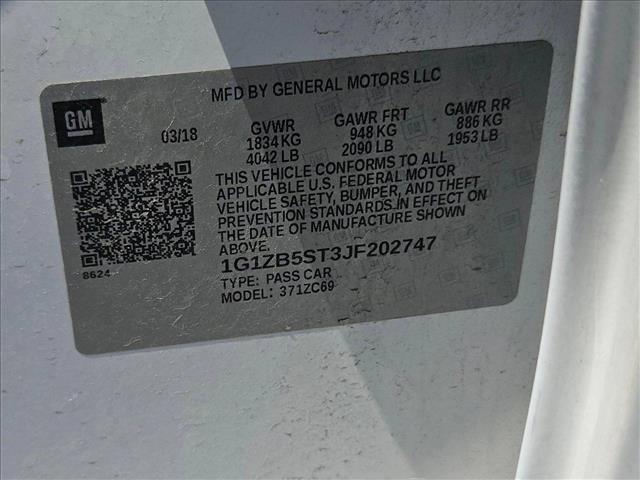 MFD BY GENERAL MOTORS LLC
GM
03/18 GVWR GAWR FRT GAWR RR
1834 KG 948 KG 886 KG
4042 LB 2090 LB 1953 LB
THIS VEHICLE CONFORMS TO ALL
APPLICABLE U.S. FEDERAL MOTOR
VEHICLE SAFETY, BUMPER, AND THEFT
PREVENTION STANDARDS IN EFFECT ON
THE DATE OF MANUFACTURE SHOWN
ABOVE.
8624
1G1ZB5ST3JF202747
TYPE: PASS CAR
MODEL: 371ZC69